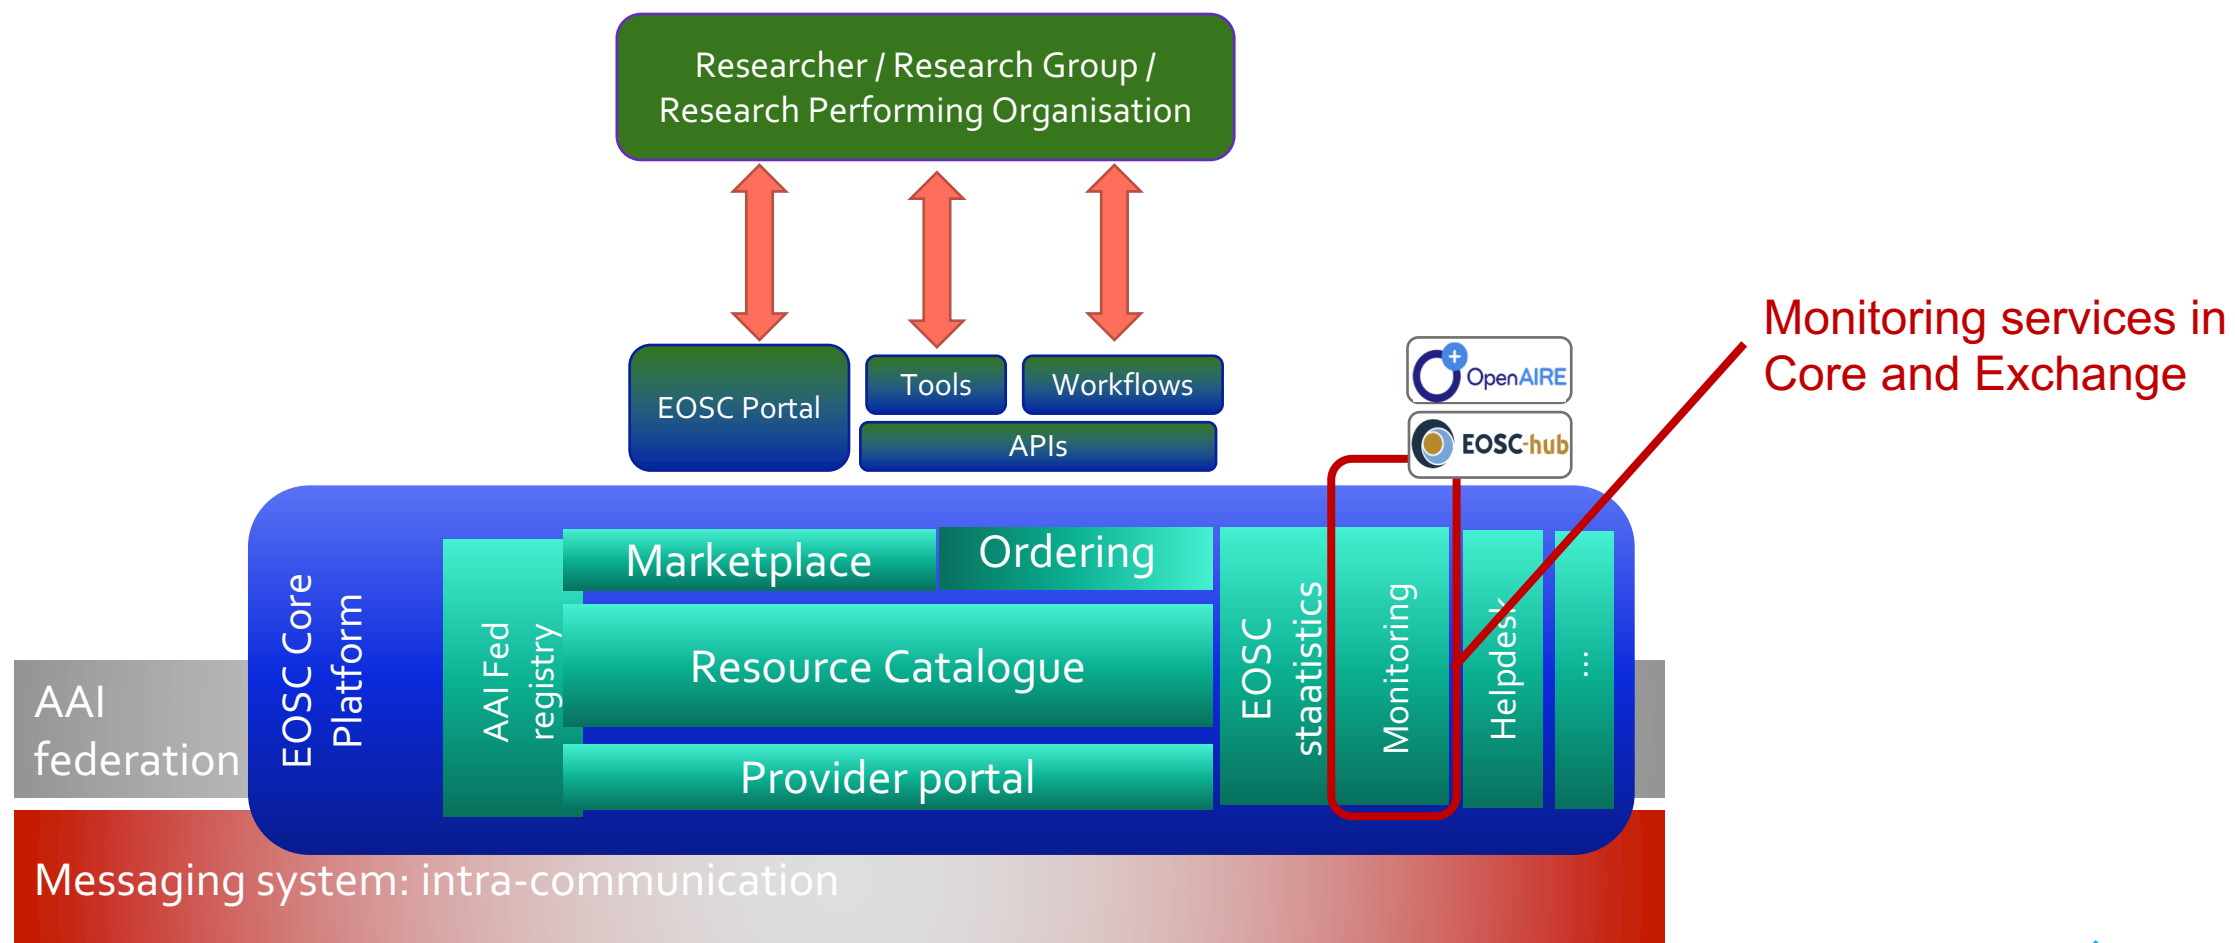 Researcher / Research Group /
Research Performing Organisation
Monitoring services in
Core and Exchange
OpenAIRE
EOSC Portal
Tools
Workflows
APIs
EOSC-hub
EOSC Core
Platform
AAI Fed
registry
Marketplace
Ordering
Resource Catalogue
Provider portal
EOSC
staatistics
Monitoring
Helpdesk
...
AAI
federation
Messaging system: intra-communication